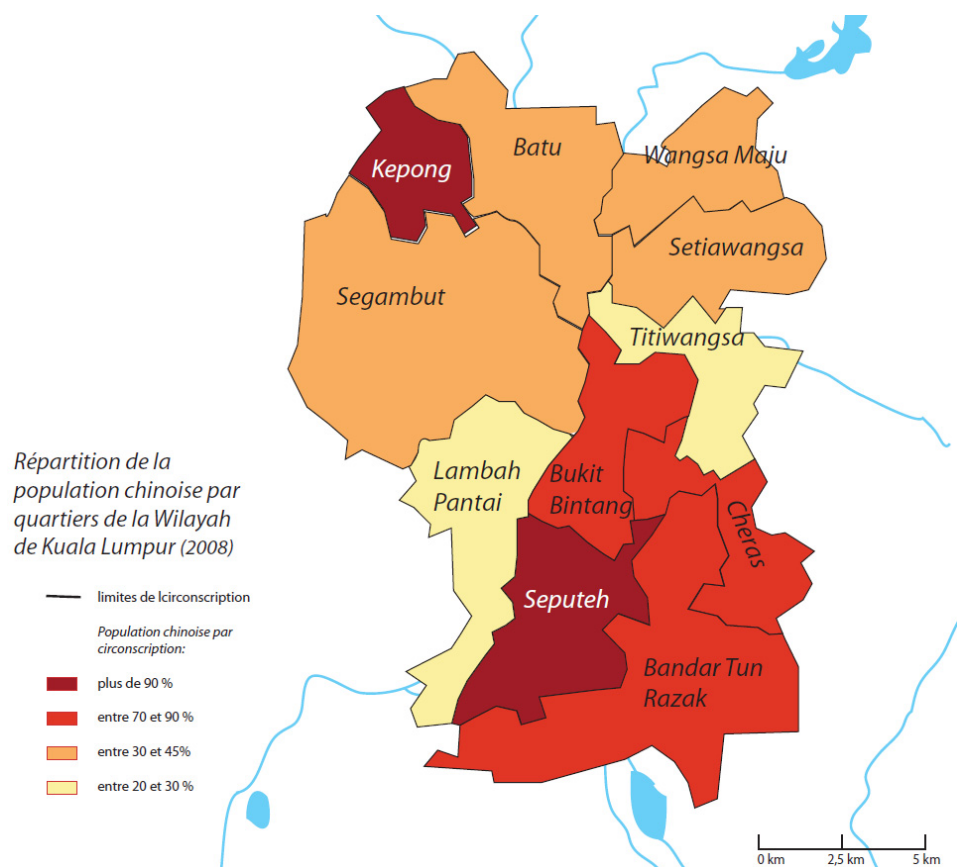 Kepong
Batu
Wangsa Maju
Setiawangsa
Segambut
Titiwangsa
Lambah
Pantai
Bukit
Bintang
Cheras
Seputeh
Bandar Tun
Razak
Répartition de la
population chinoise par
quartiers de la Wilayah
de Kuala Lumpur (2008)
limites de lcirconscription
Population chinoise par
circonscription:
plus de 90 %
entre 70 et 90 %
entre 30 et 45%
entre 20 et 30 %
0 km 2,5 km 5 km